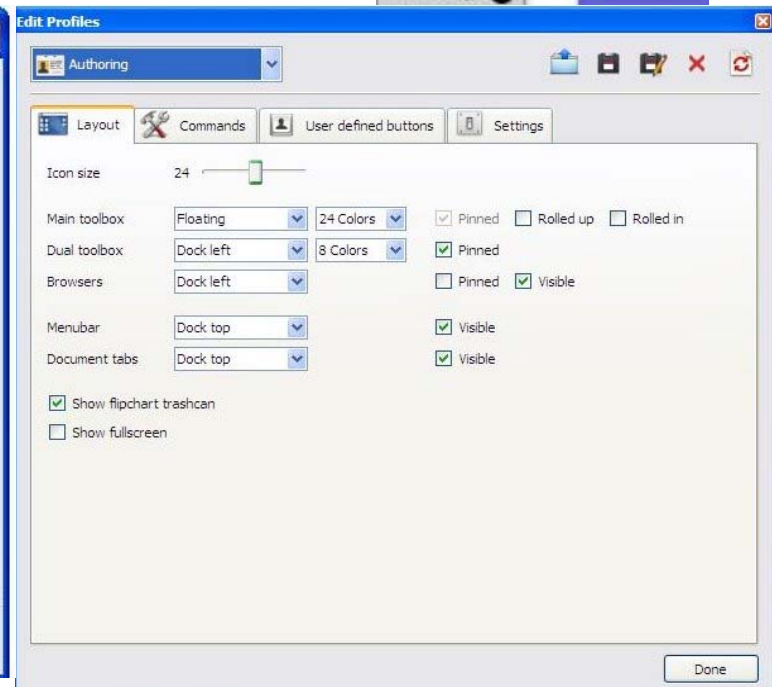 Edit Profiles
Authoring
Layout Commands User defined buttons Settings
Icon size 24
Main toolbox Floating 24 Colors Pinned Rolled up Rolled in
Dual toolbox Dock left 8 Colors Pinned
Browsers Dock left Pinned Visible
Menubar Dock top Visible
Document tabs Dock top Visible
Show flipchart trashcan
Show fullscreen
Done